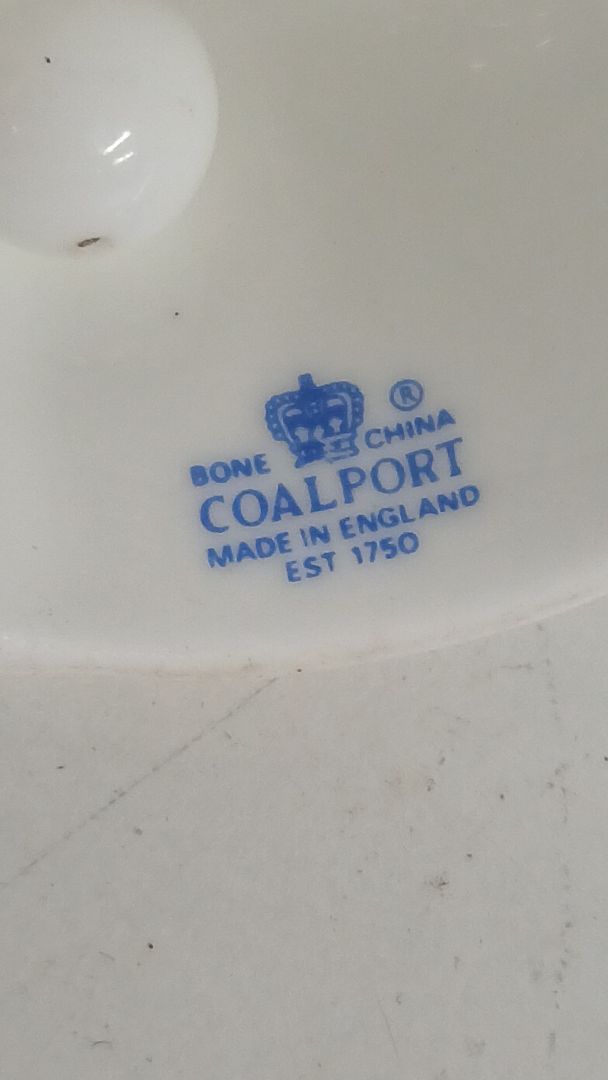 BONE CHINA ®
COALPORT
MADE IN ENGLAND
EST 1750